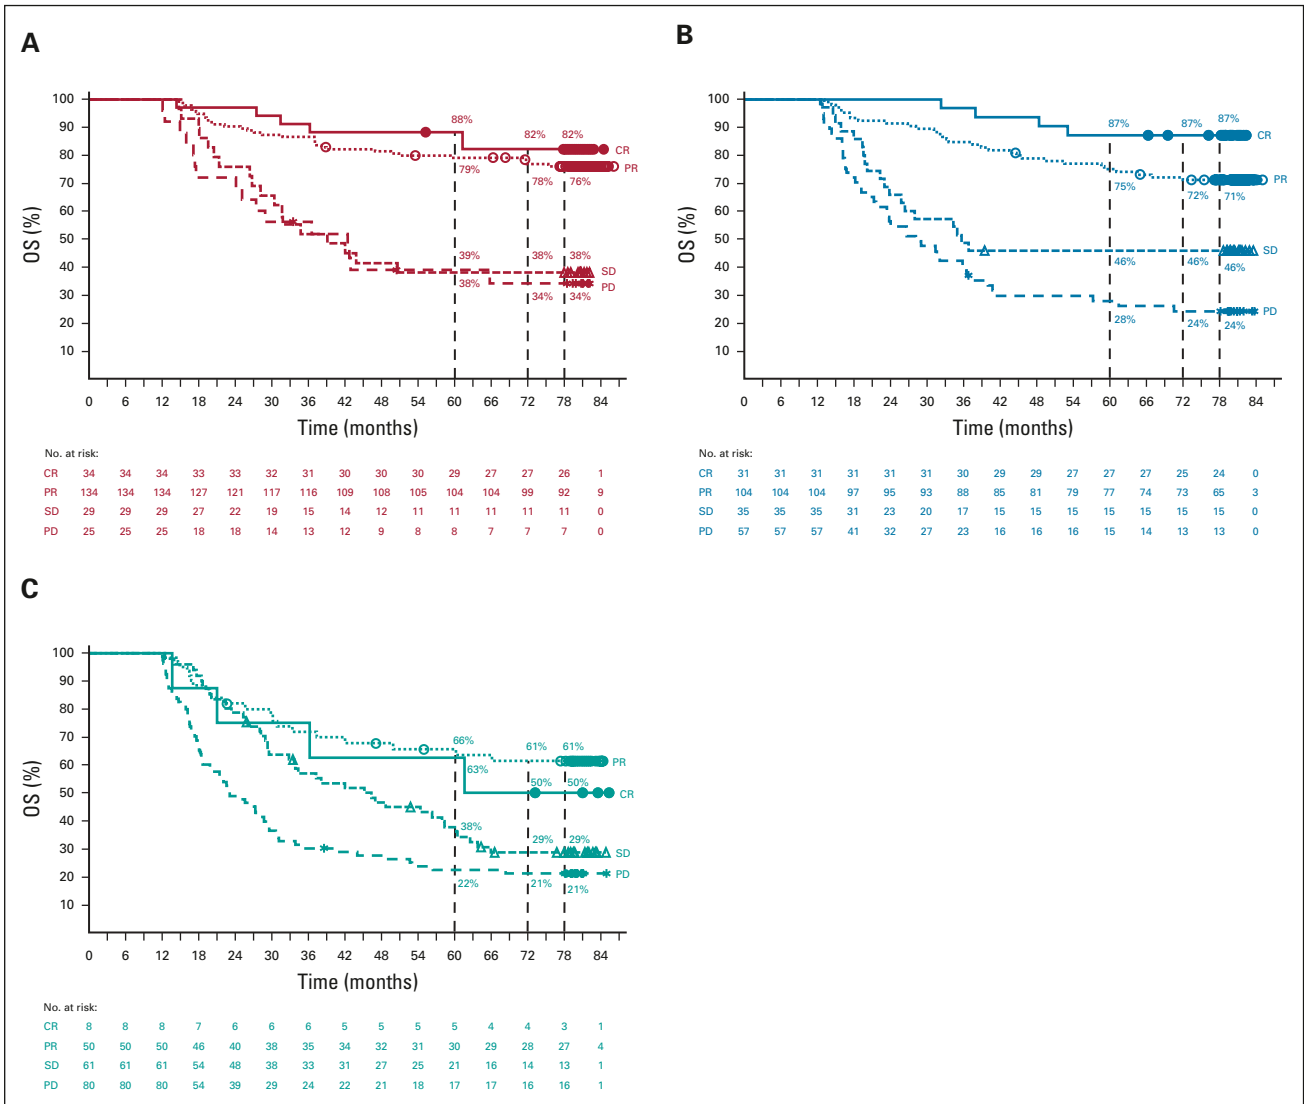 A
OS (%)
100
90
80
70
60
50
40
30
20
10
88%
82% 82%
CR
PR
79%
78% 76%
39% 38% 38%
SD
PD
38%
34% 34%
0 6 12 18 24 30 36 42 48 54 60 66 72 78 84
Time (months)
No. at risk:
CR 34 34 34 33 33 32 31 30 30 30 29 27 27 26 1
PR 134 134 134 127 121 117 116 109 108 105 104 104 99 92 9
SD 29 29 29 27 22 19 15 14 12 11 11 11 11 11 0
PD 25 25 25 18 18 14 13 12 9 8 8 7 7 7 0
B
OS (%)
100
90
80
70
60
50
40
30
20
10
87% 87% 87%
CR
PR
75% 72% 71%
SD
46% 46% 46%
PD
28% 24% 24%
0 6 12 18 24 30 36 42 48 54 60 66 72 78 84
Time (months)
No. at risk:
CR 31 31 31 31 31 31 30 29 29 27 27 27 25 24 0
PR 104 104 104 97 95 93 88 85 81 79 77 74 73 65 3
SD 35 35 35 31 23 20 17 15 15 15 15 15 15 15 0
PD 57 57 57 41 32 27 23 16 16 16 15 14 13 13 0
C
OS (%)
100
90
80
70
60
50
40
30
20
10
66% 61% 61%
PR
63%
50% 50%
CR
38%
29% 29%
SD
PD
22% 21% 21%
0 6 12 18 24 30 36 42 48 54 60 66 72 78 84
Time (months)
No. at risk:
CR 8 8 8 7 6 6 6 5 5 5 5 4 4 3 1
PR 50 50 50 46 40 38 35 34 32 31 30 29 28 27 4
SD 61 61 61 54 48 38 33 31 27 25 21 16 14 13 1
PD 80 80 80 54 39 29 24 22 21 18 17 17 16 16 1